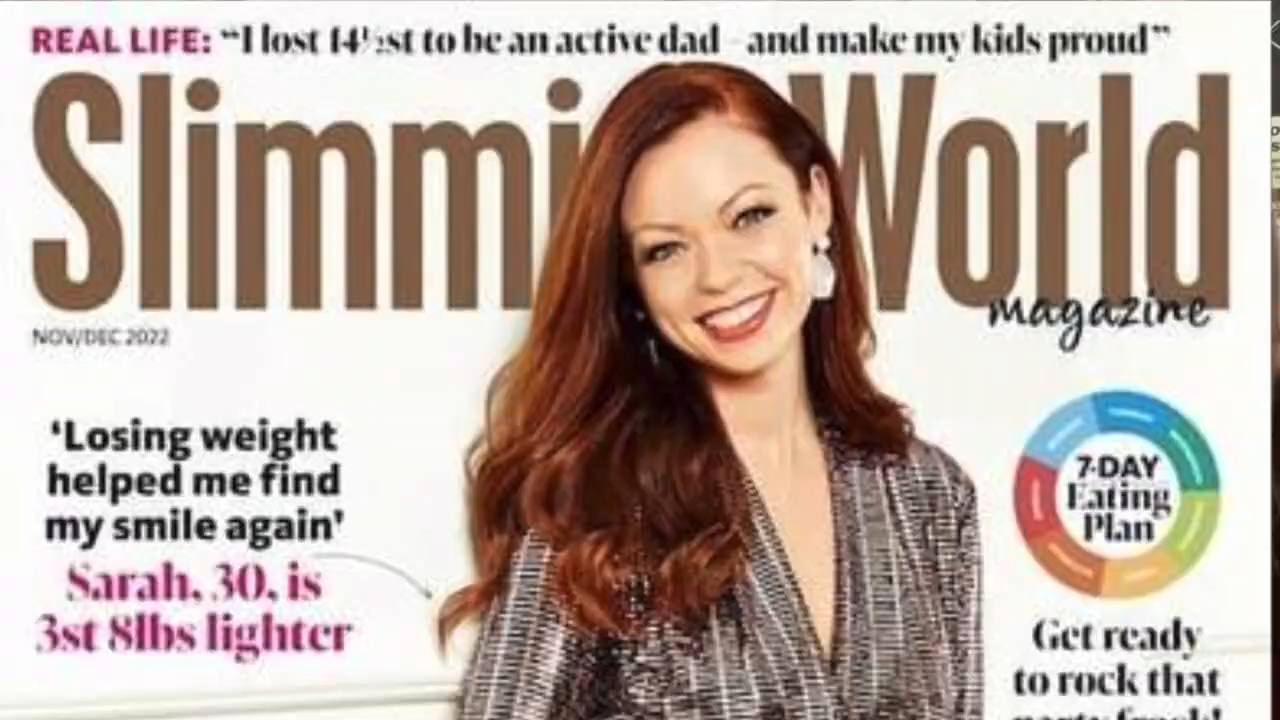 REAL LIFE: “I lost 14½st to be an active dad – and make my kids proud”
Slimmi World
magazine
NOV/DEC 2022
‘Losing weight
helped me find
my smile again’
Sarah, 30, is
3st 8lbs lighter
7-DAY
Eating
Plan
Get ready
to rock that